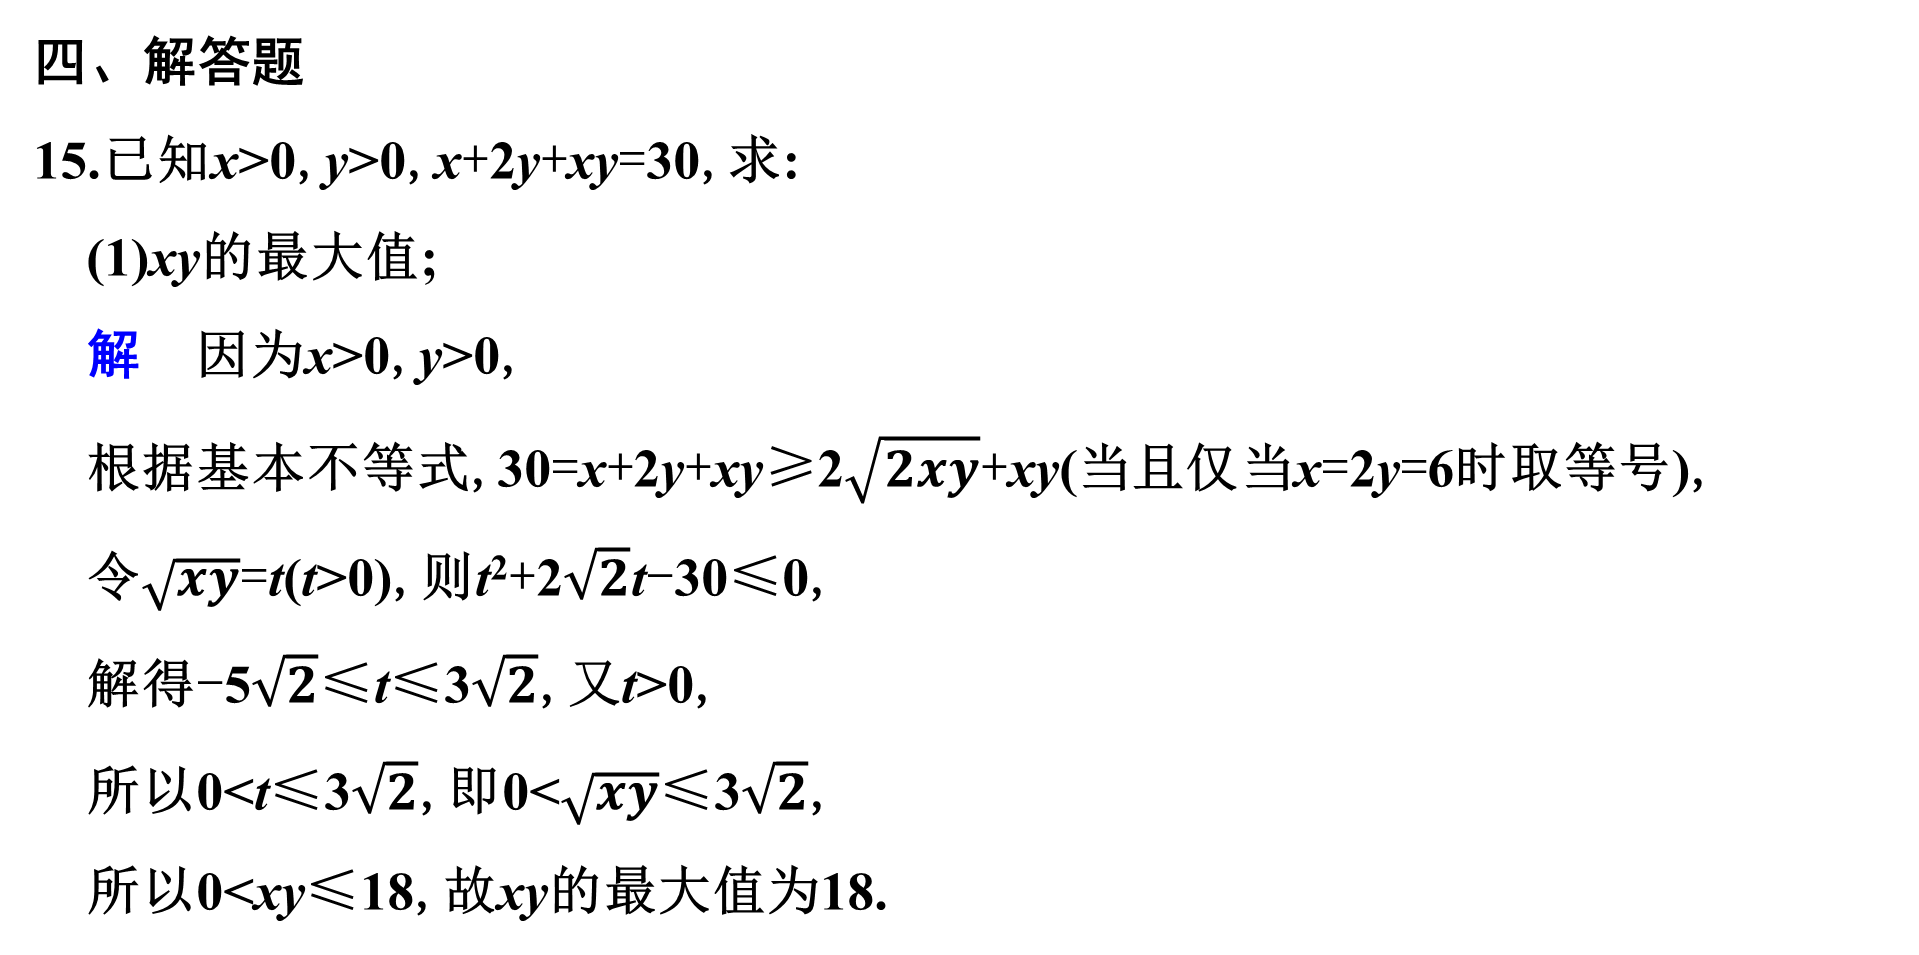 四、解答题
15.已知x>0, y>0, x+2y+xy=30, 求:
(1)xy的最大值;
解 因为x>0, y>0,
根据基本不等式, 30=x+2y+xy≥2√2xy+xy(当且仅当x=2y=6时取等号),
令√xy=t(t>0), 则t²+2√2t−30≤0,
解得−5√2≤t≤3√2, 又t>0,
所以0<t≤3√2, 即0<√xy≤3√2,
所以0<xy≤18, 故xy的最大值为18.